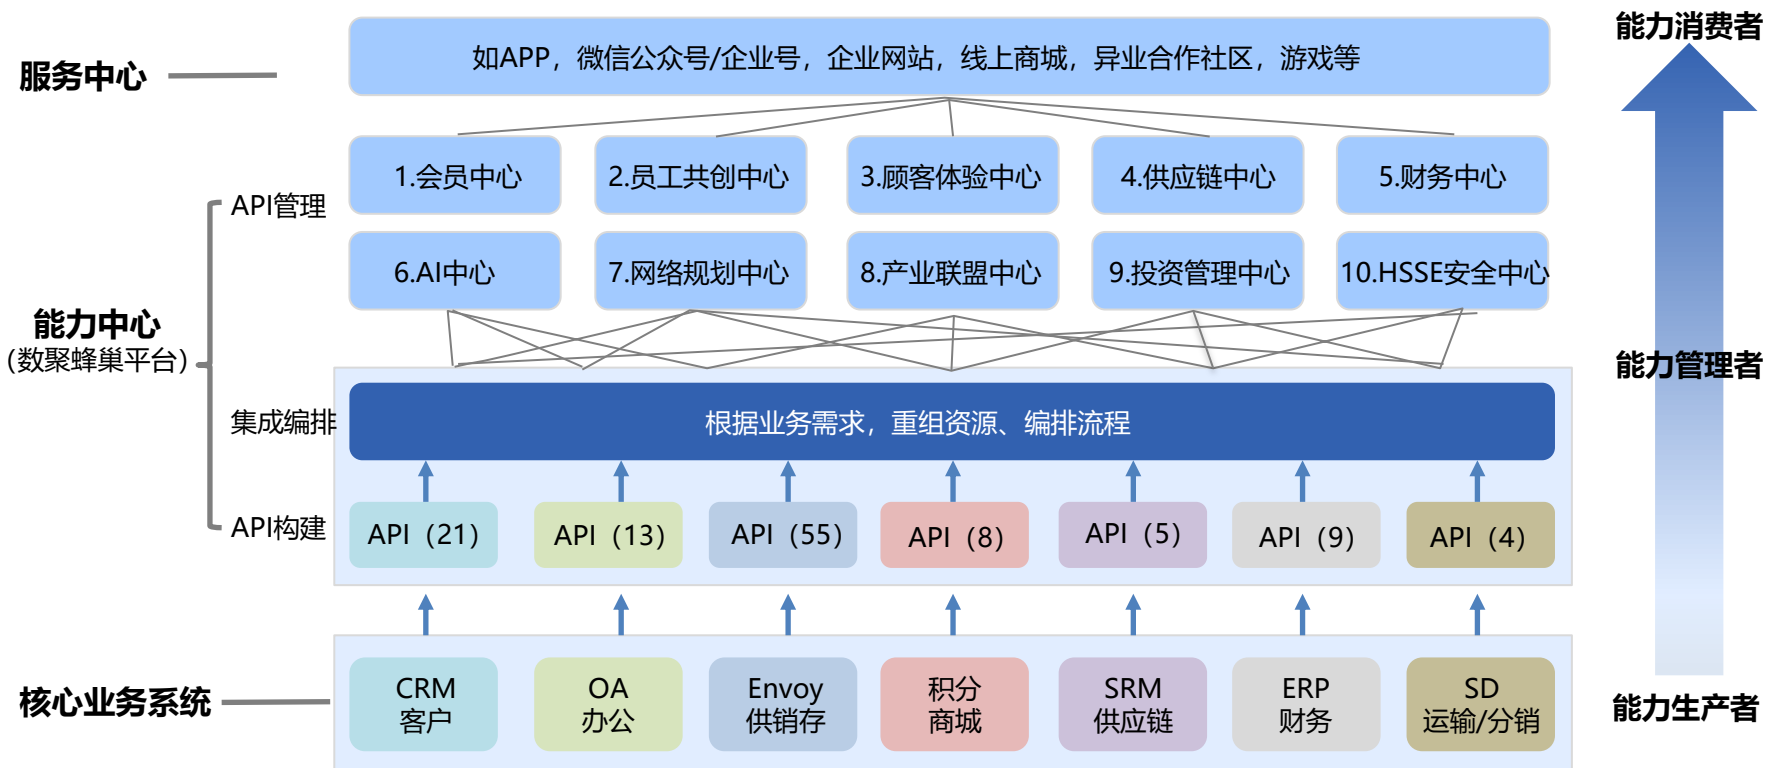 能力消费者
如APP，微信公众号/企业号，企业网站，线上商城，异业合作社区，游戏等
服务中心
1.会员中心
2.员工共创中心
3.顾客体验中心
4.供应链中心
5.财务中心
API管理
6.AI中心
7.网络规划中心
8.产业联盟中心
9.投资管理中心
10.HSSE安全中心
能力中心
(数聚蜂巢平台)
能力管理者
集成编排
根据业务需求，重组资源、编排流程
API构建
API（21）
API（13）
API（55）
API（8）
API（5）
API（9）
API（4）
核心业务系统
CRM
客户
OA
办公
Envoy
供销存
积分
商城
SRM
供应链
ERP
财务
SD
运输/分销
能力生产者